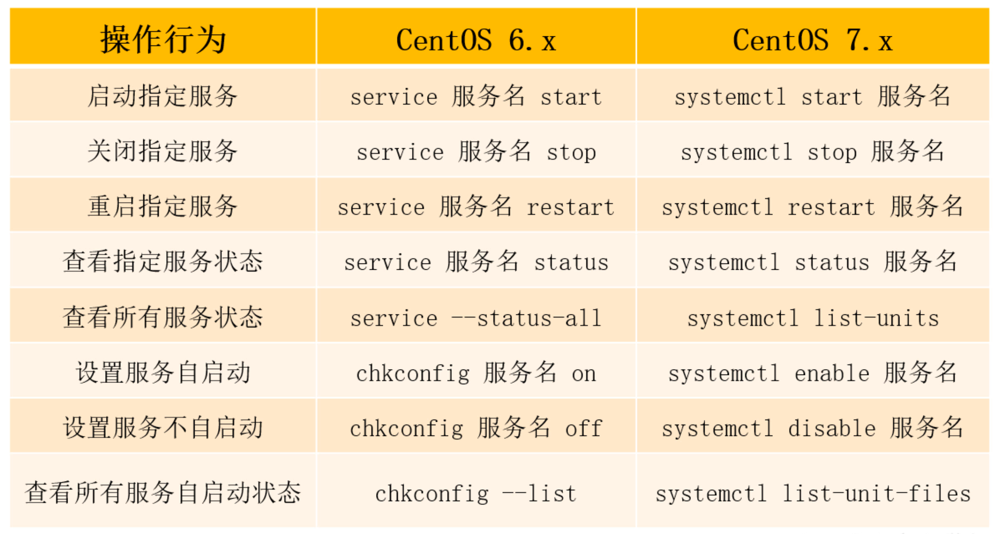 操作行为 CentOS 6.x CentOS 7.x
启动指定服务 service 服务名 start systemctl start 服务名
关闭指定服务 service 服务名 stop systemctl stop 服务名
重启指定服务 service 服务名 restart systemctl restart 服务名
查看指定服务状态 service 服务名 status systemctl status 服务名
查看所有服务状态 service --status-all systemctl list-units
设置服务自启动 chkconfig 服务名 on systemctl enable 服务名
设置服务不自启动 chkconfig 服务名 off systemctl disable 服务名
查看所有服务自启动状态 chkconfig --list systemctl list-unit-files